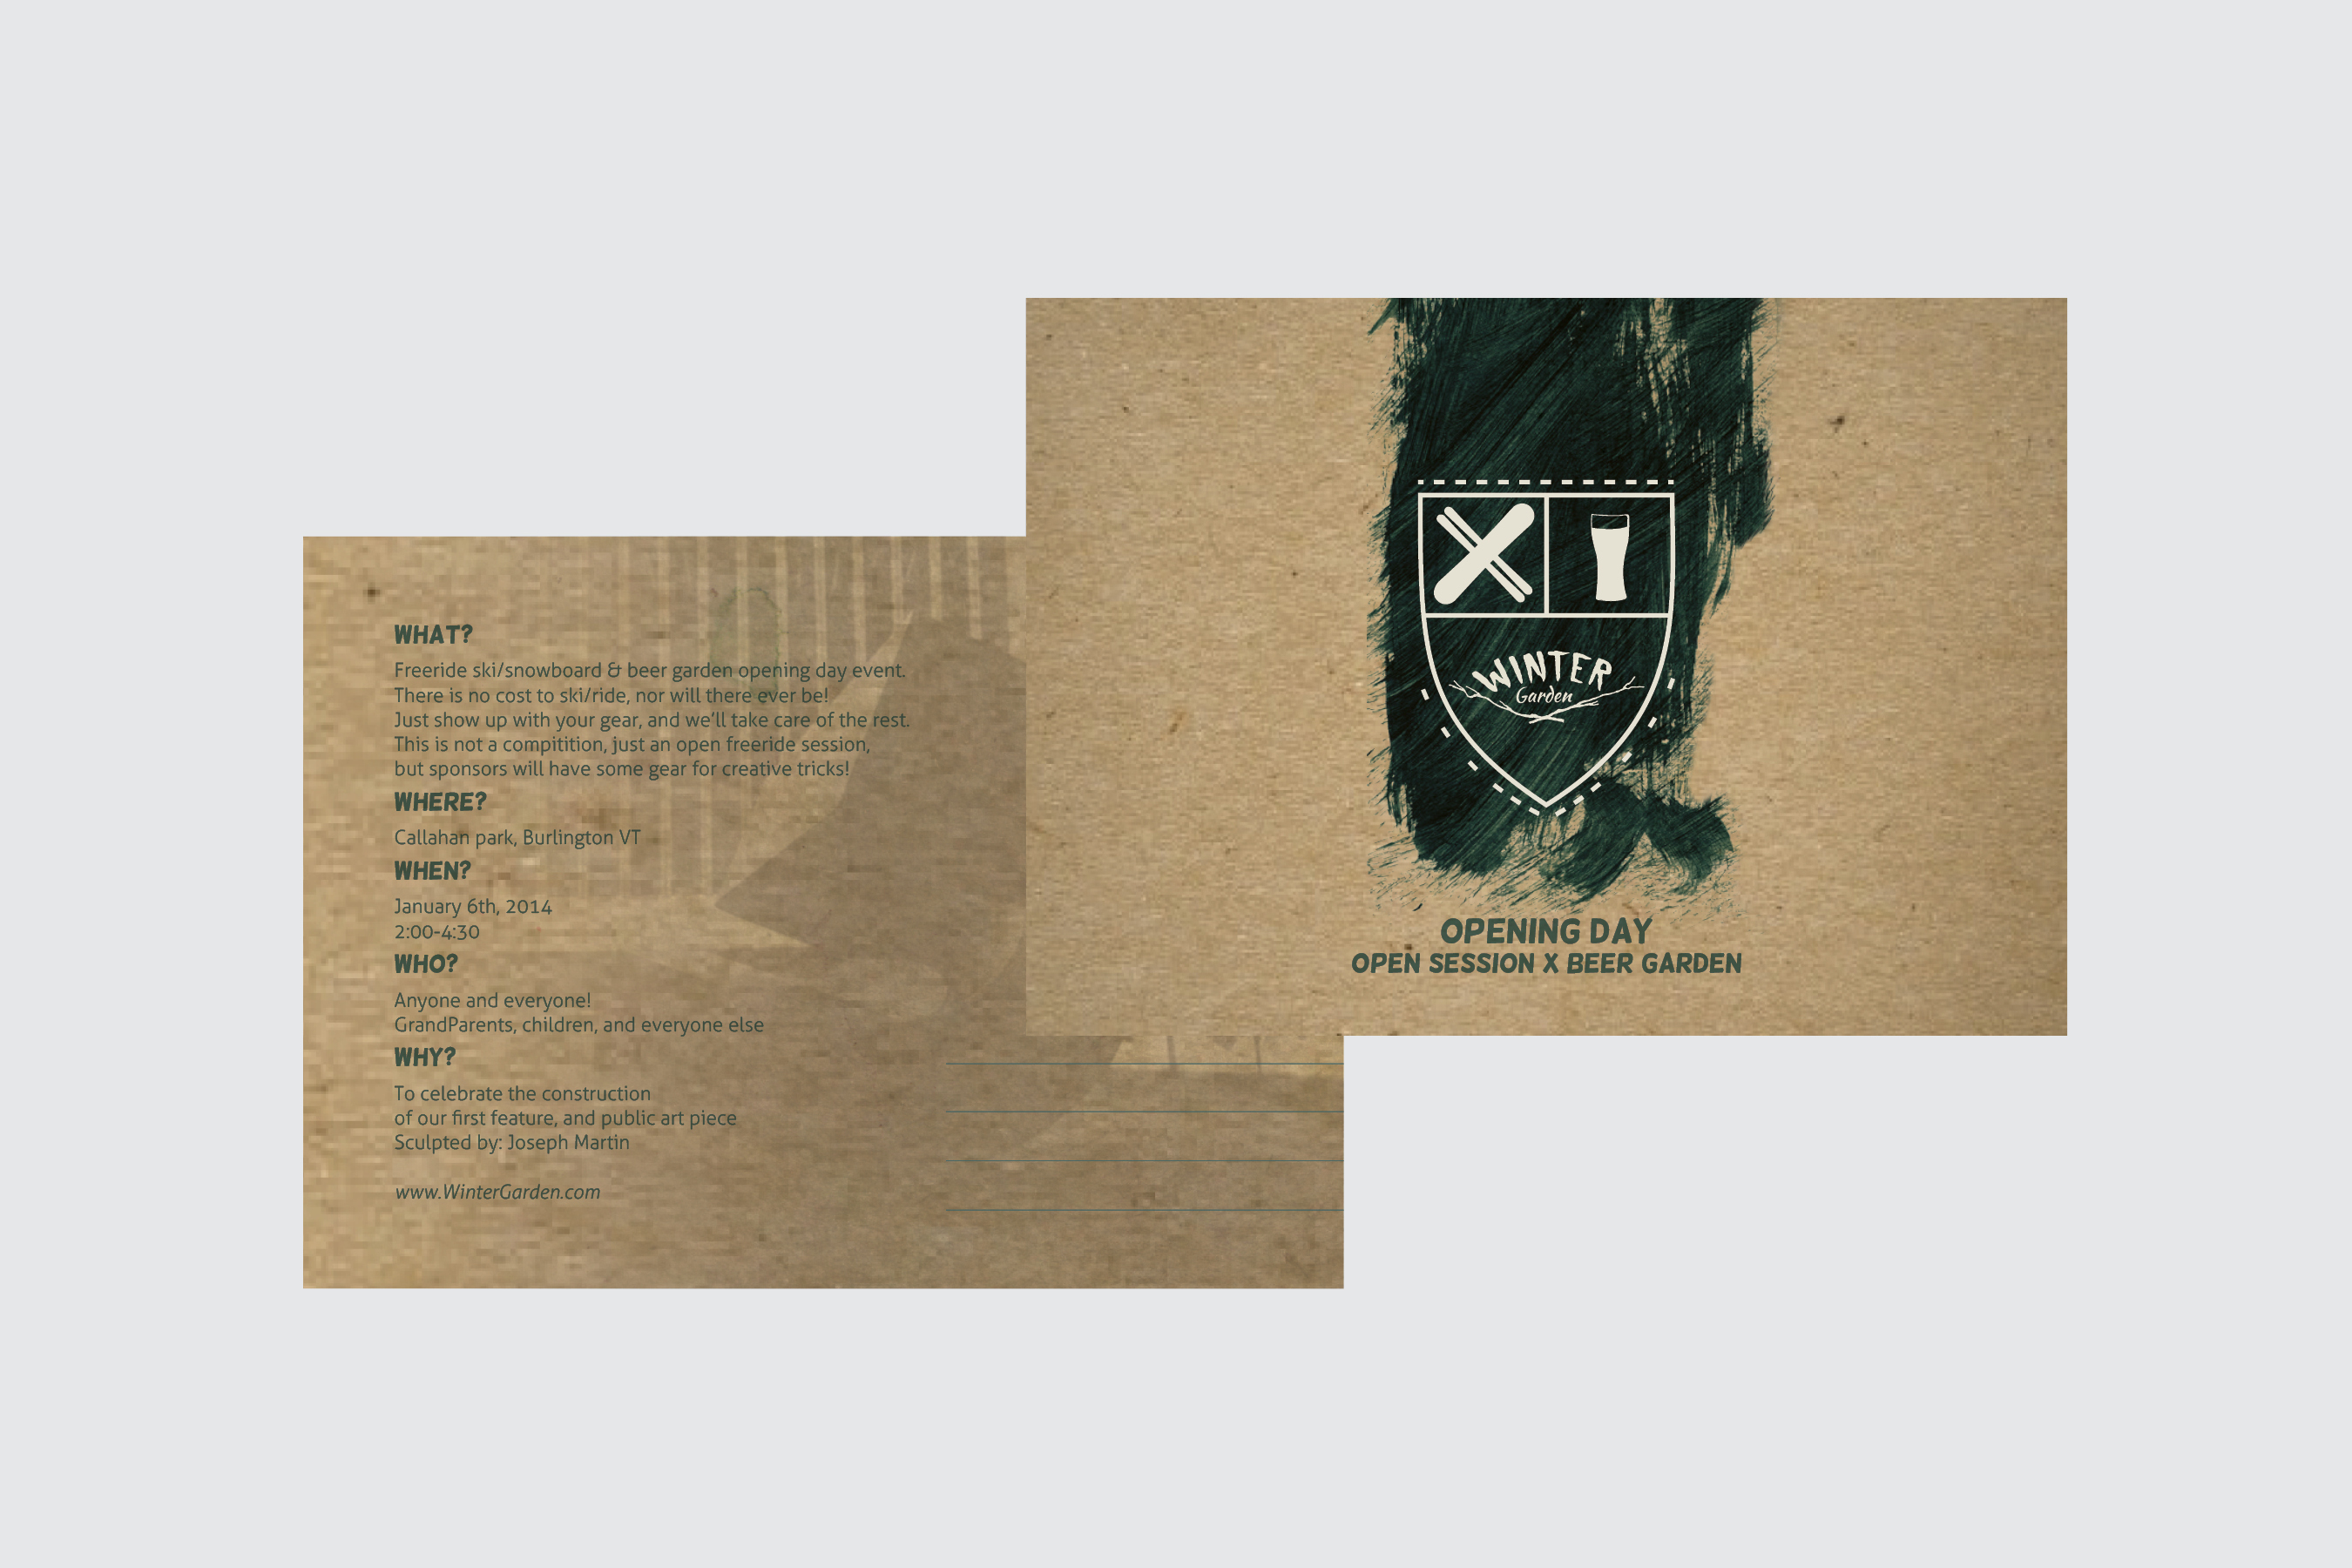 WHAT?
Freeride ski/snowboard & beer garden opening day event.
There is no cost to ski/ride, nor will there ever be!
Just show up with your gear, and we'll take care of the rest.
This is not a compitition, just an open freeride session,
but sponsors will have some gear for creative tricks!
WHERE?
Callahan park, Burlington VT
WHEN?
January 6th, 2014
2:00-4:30
WHO?
Anyone and everyone!
GrandParents, children, and everyone else
WHY?
To celebrate the construction
of our first feature, and public art piece
Sculpted by: Joseph Martin
www.WinterGarden.com
WINTER
Garden
OPENING DAY
OPEN SESSION X BEER GARDEN